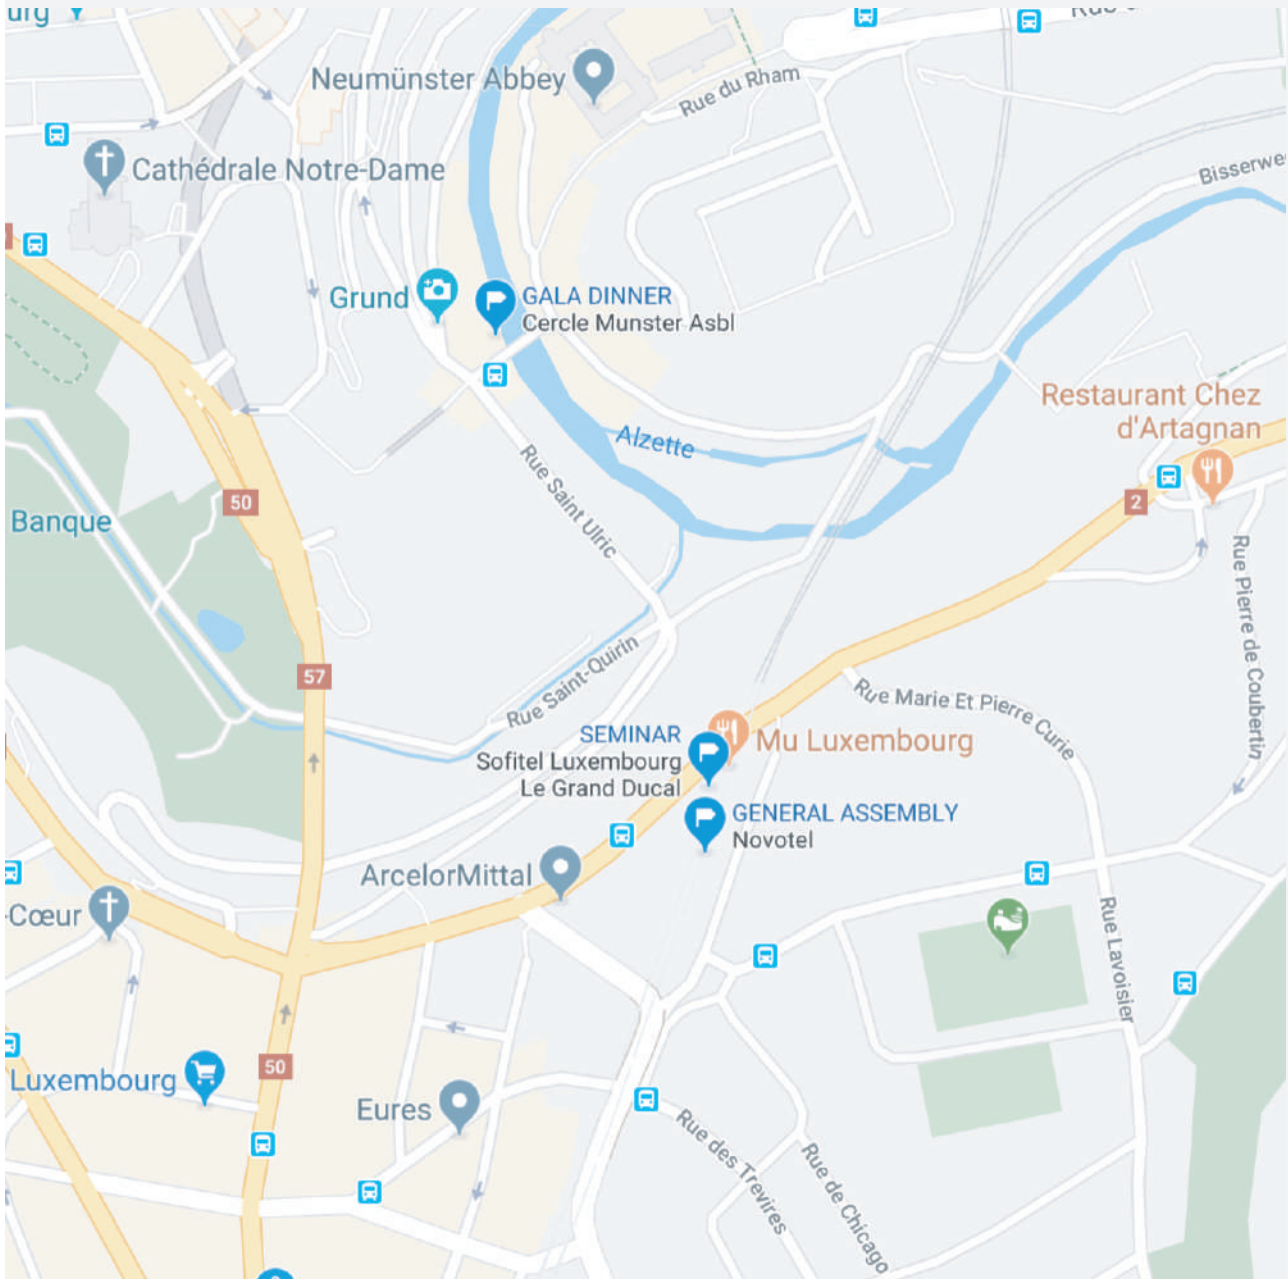 urg
Neumünster Abbey
Rue du Rham
Cathédrale Notre-Dame
Bisserwe
Grund
GALA DINNER
Cercle Munster Asbl
Restaurant Chez
d'Artagnan
Alzette
Rue Saint Ulric
50
2
Banque
Rue Pierre de Coubertin
57
Rue Saint-Quirin
Rue Marie Et Pierre Curie
SEMINAR
Sofitel Luxembourg
Le Grand Ducal
Mu Luxembourg
GENERAL ASSEMBLY
Novotel
ArcelorMittal
-Cœur
Rue Lavoisier
50
Luxembourg
Eures
Rue des Trevires
Rue de Chicago